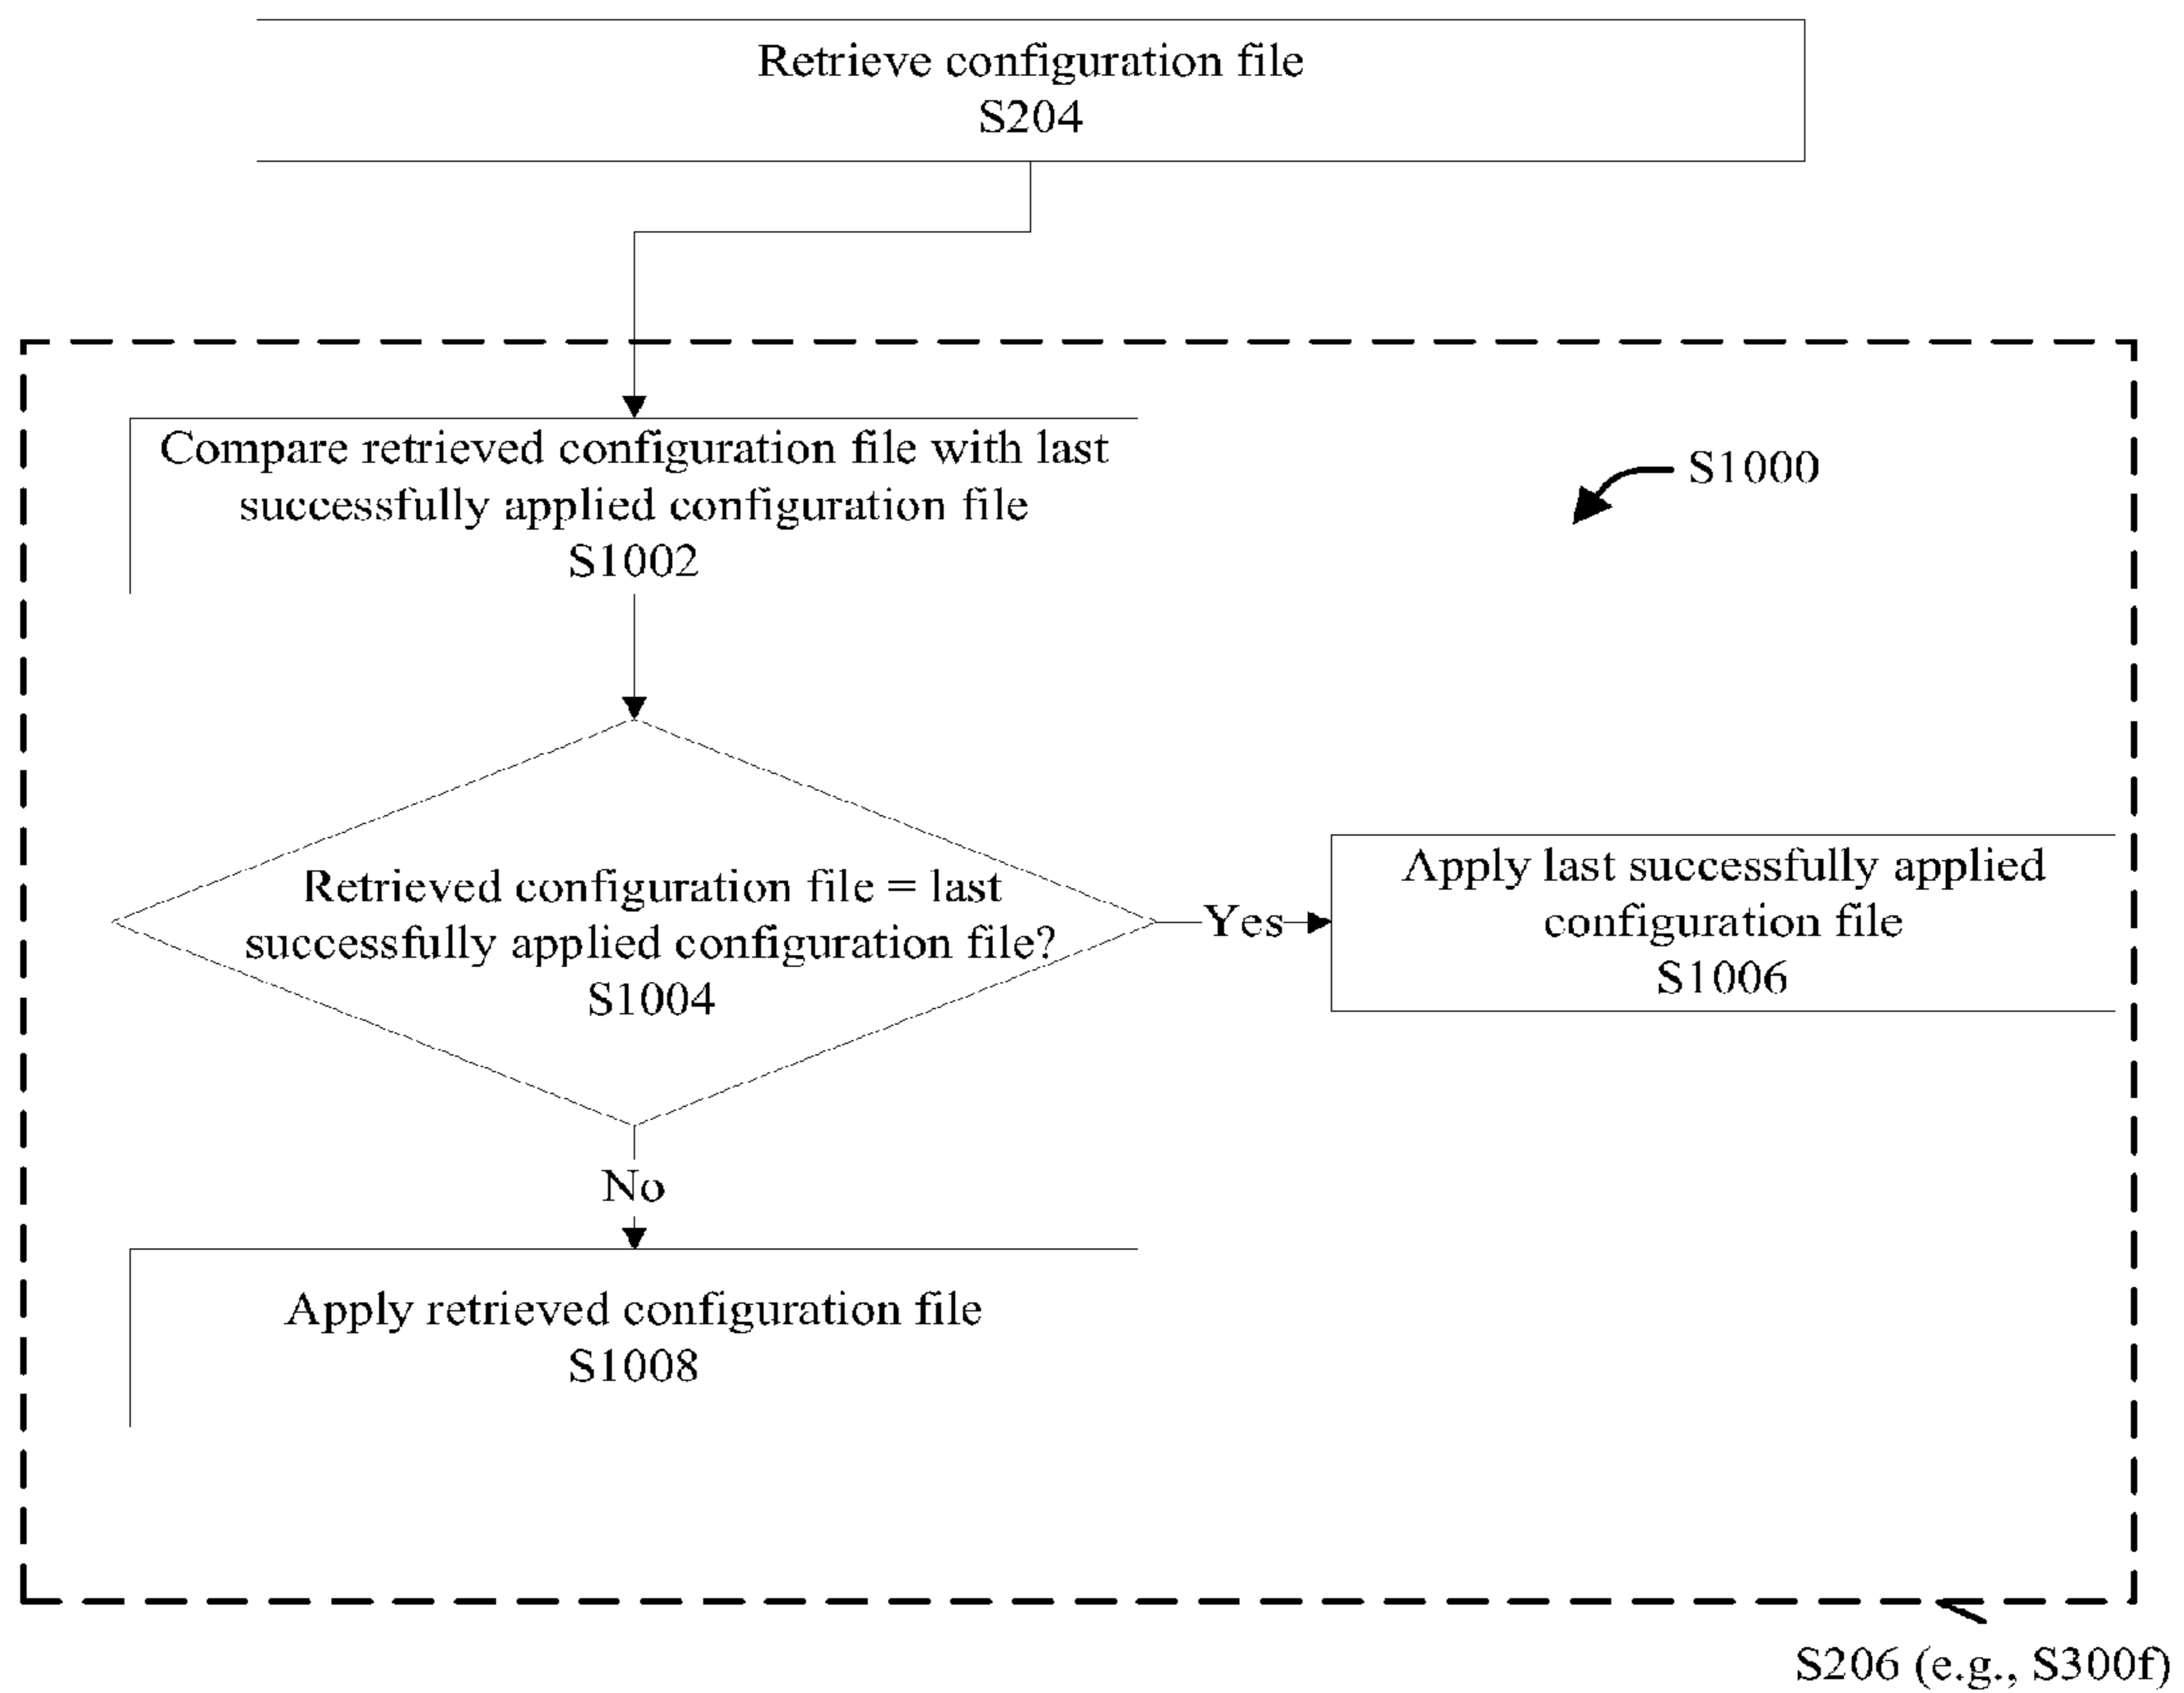 Retrieve configuration file
S204
Compare retrieved configuration file with last
successfully applied configuration file
S1002
S1000
Retrieved configuration file = last
successfully applied configuration file?
S1004
Yes
Apply last successfully applied
configuration file
S1006
No
Apply retrieved configuration file
S1008
S206 (e.g., S300f)